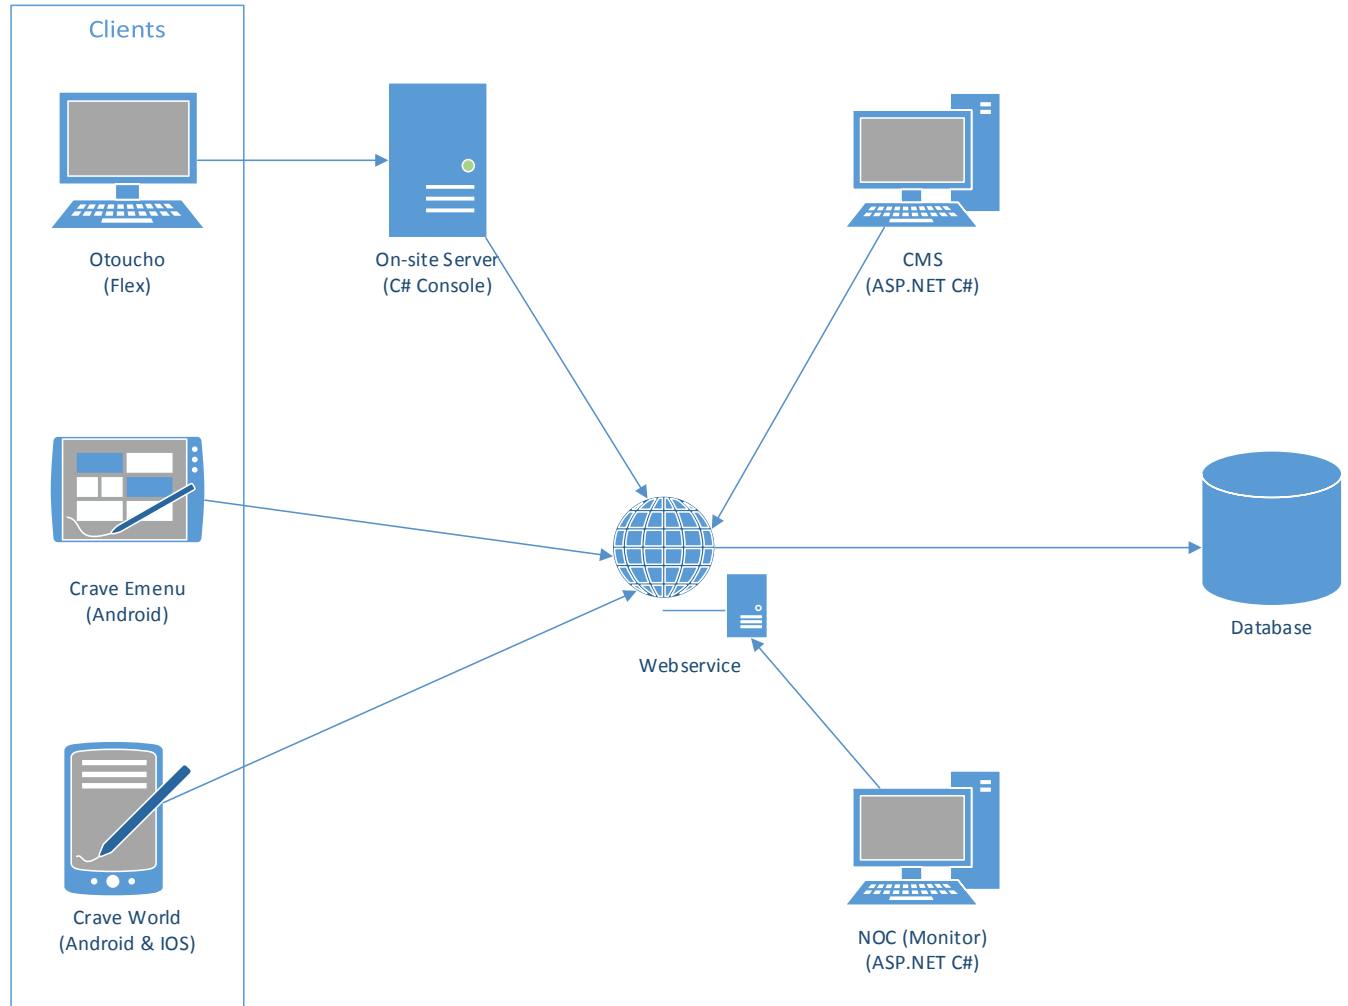 Clients
Otoucho
(Flex)
On-site Server
(C# Console)
CMS
(ASP.NET C#)
Crave Emenu
(Android)
Webservice
Database
Crave World
(Android & IOS)
NOC (Monitor)
(ASP.NET C#)